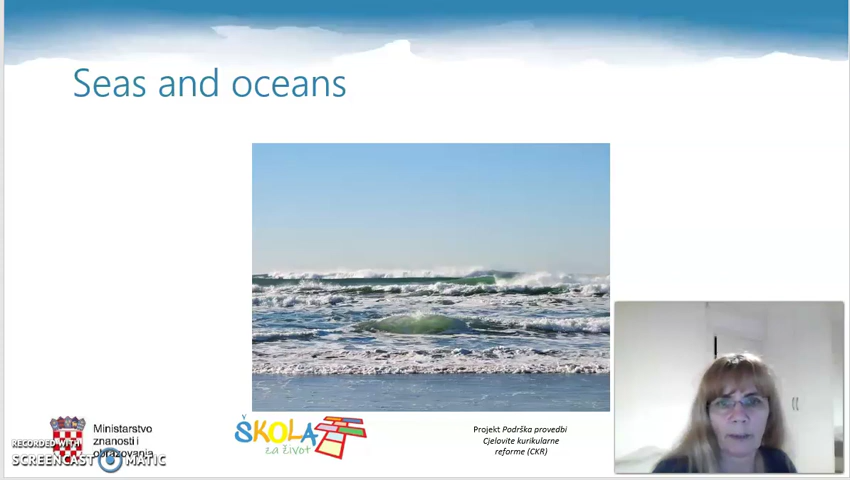 Seas and oceans
Ministarstvo
znanosti i
obrazovanja
RECORDED WITH
SCREENCAST MATIC
ŠKOLA
za život
Projekt Podrška provedbi
Cjelovite kurikularne
reforme (CKR)